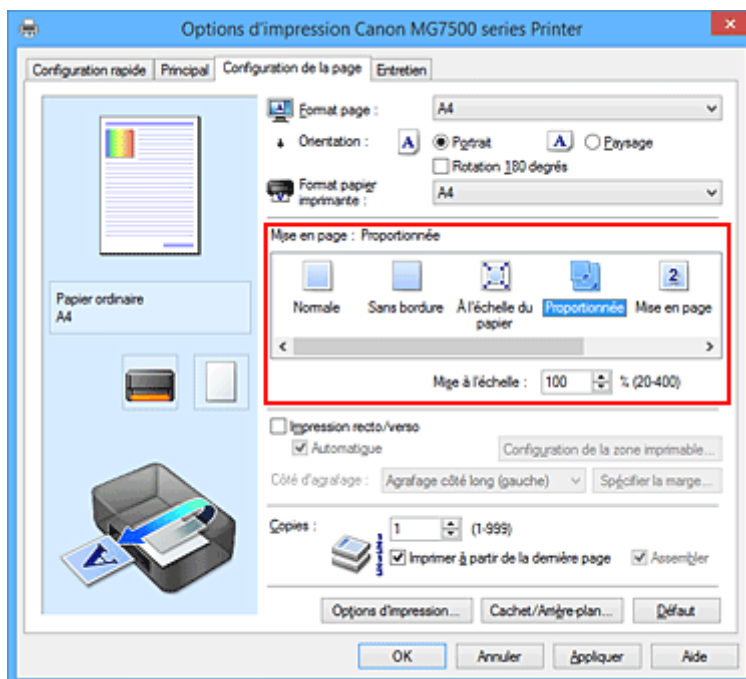 Options d'impression Canon MG7500 series Printer
Configuration rapide Principal Configuration de la page Entretien
Format page : A4
Orientation : A Portrait A Paysage
Rotation 180 degrés
Format papier
imprimante : A4
Mise en page : Proportionnée
2
Normale Sans bordure À l'échelle du
papier Proportionnée Mise en page
Mise à l'échelle : 100 % (20-400)
Papier ordinaire
A4
Impression recto/verso
Automatique Configuration de la zone imprimable...
Côté d'agrafage : Agrafage côté long (gauche) Spécifier la marge...
Copies : 1 (1-999)
Imprimer à partir de la dernière page Assembler
A
Options d'impression... Cachet/Arrière-plan... Défaut
OK Annuler Appliquer Aide